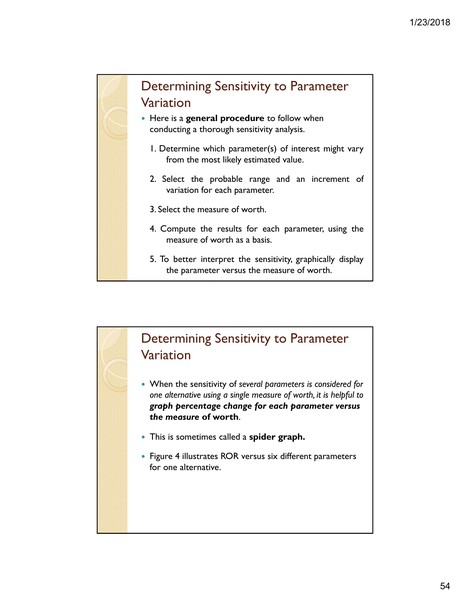 1/23/2018
Determining Sensitivity to Parameter
Variation
Here is a general procedure to follow when
conducting a thorough sensitivity analysis.
1. Determine which parameter(s) of interest might vary
from the most likely estimated value.
2. Select the probable range and an increment of
variation for each parameter.
3. Select the measure of worth.
4. Compute the results for each parameter, using the
measure of worth as a basis.
5. To better interpret the sensitivity, graphically display
the parameter versus the measure of worth.
Determining Sensitivity to Parameter
Variation
When the sensitivity of several parameters is considered for
one alternative using a single measure of worth, it is helpful to
graph percentage change for each parameter versus
the measure of worth.
This is sometimes called a spider graph.
Figure 4 illustrates ROR versus six different parameters
for one alternative.
54